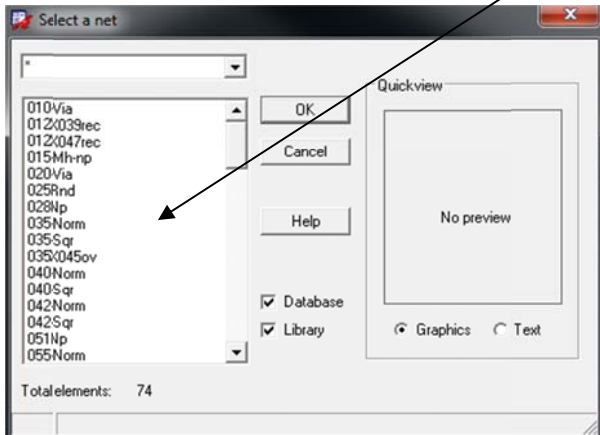 Select a net
*
010Via
012X039rec
012X047rec
015Mh-np
020Via
025Rnd
028Np
035Norm
035Sqr
035X045ov
040Norm
040Sqr
042Norm
042Sqr
051Np
055Norm
OK
Cancel
Help
Database
Library
Quickview
No preview
Graphics Text
Total elements: 74